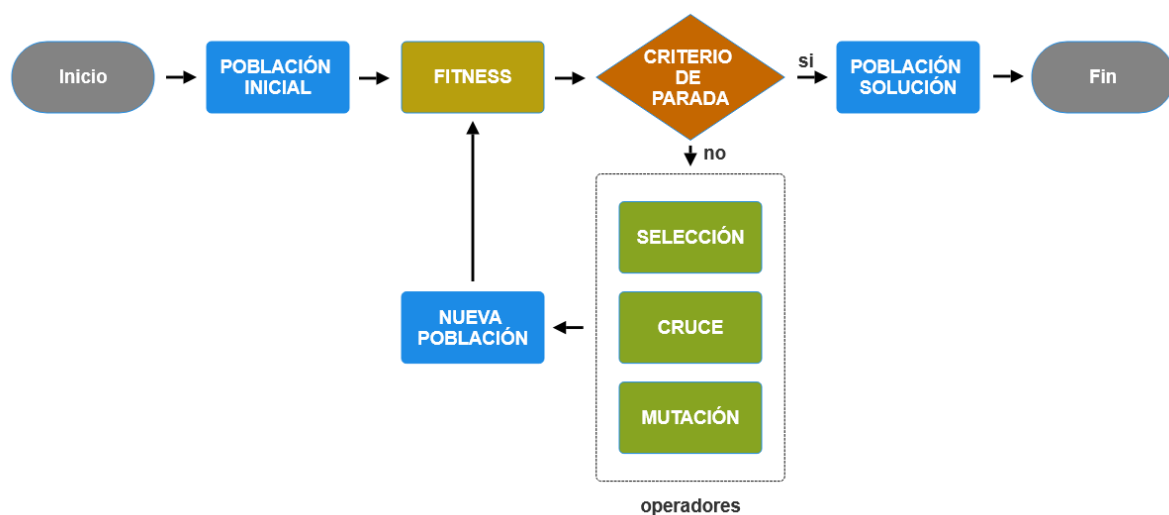 Inicio
POBLACIÓN
INICIAL
FITNESS
CRITERIO
DE
PARADA
si
POBLACIÓN
SOLUCIÓN
Fin
no
SELECCIÓN
CRUCE
MUTACIÓN
operadores
NUEVA
POBLACIÓN